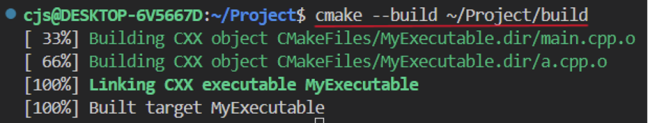 cjs@DESKTOP-6V5667D:~/Project$ cmake --build ~/Project/build
[ 33%] Building CXX object CMakeFiles/MyExecutable.dir/main.cpp.o
[ 66%] Building CXX object CMakeFiles/MyExecutable.dir/a.cpp.o
[100%] Linking CXX executable MyExecutable
[100%] Built target MyExecutable